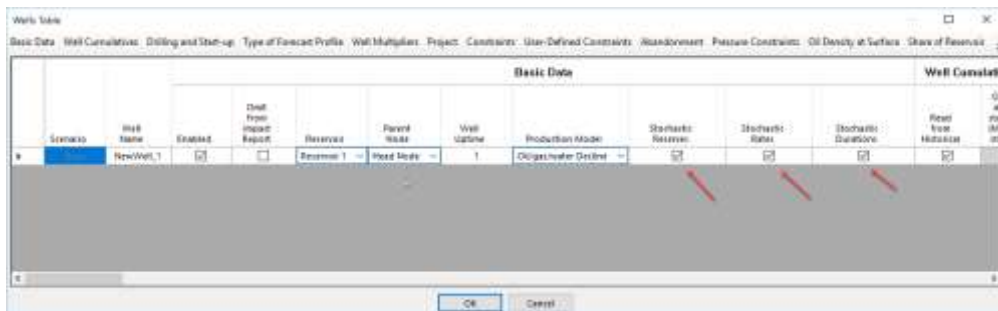 Wells Table
Basic Data Well Cumulatives Drilling and Start-up Type of Forecast Profile Well Multipliers Project Constraints User-Defined Constraints Abandonment Pressure Constraints Oil Density at Surface Share of Reservoir
Basic Data Well Cumulati
Scenario Well Name Enabled Omit from Impact Report Reservoir Parent Node Well Uptime Production Model Stochastic Reserves Stochastic Rates Stochastic Durations Read from Historical
NewWell_1 Reservoir 1 Head Node 1 Oil/gas/water Decline
OK Cancel